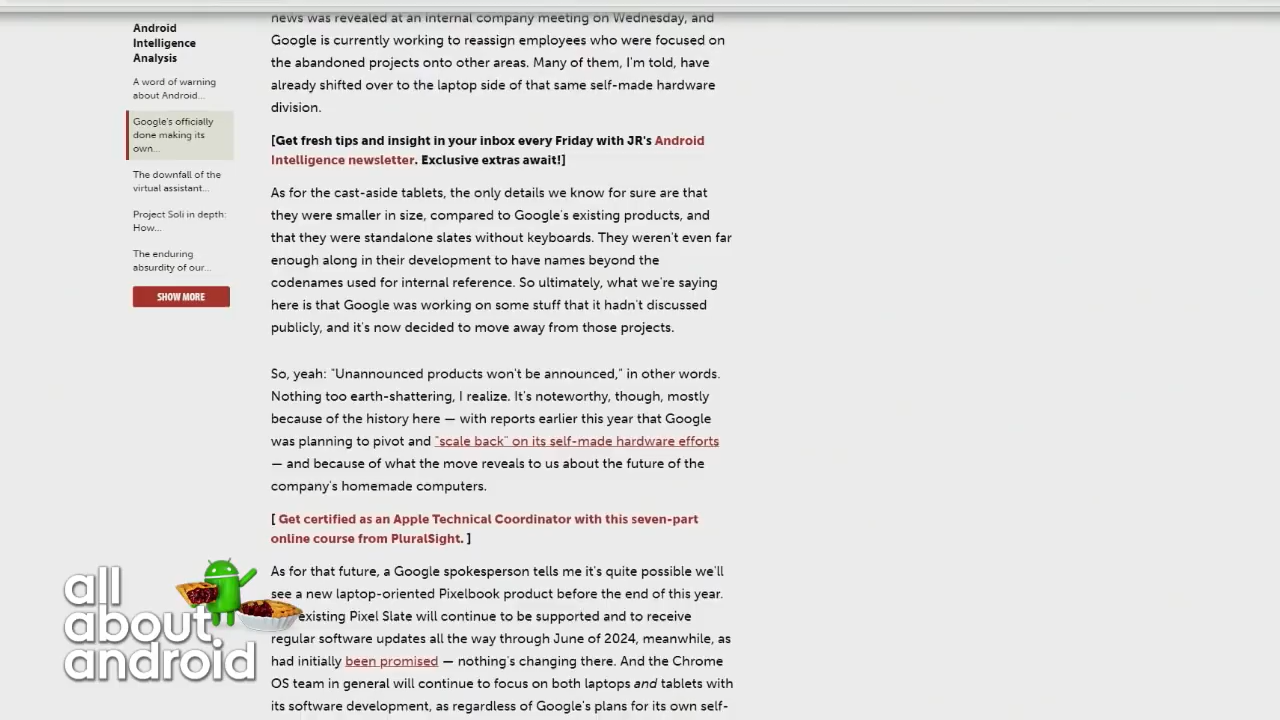 Android
Intelligence
Analysis
A word of warning
about Android...
Google's officially
done making its
own...
The downfall of the
virtual assistant...
Project Soli in depth:
How...
The enduring
absurdity of our...
SHOW MORE
news was revealed at an internal company meeting on Wednesday, and
Google is currently working to reassign employees who were focused on
the abandoned projects onto other areas. Many of them, I'm told, have
already shifted over to the laptop side of that same self-made hardware
division.
[Get fresh tips and insight in your inbox every Friday with JR's Android
Intelligence newsletter. Exclusive extras await!]
As for the cast-aside tablets, the only details we know for sure are that
they were smaller in size, compared to Google's existing products, and
that they were standalone slates without keyboards. They weren't even far
enough along in their development to have names beyond the
codenames used for internal reference. So ultimately, what we're saying
here is that Google was working on some stuff that it hadn't discussed
publicly, and it's now decided to move away from those projects.
So, yeah: "Unannounced products won't be announced," in other words.
Nothing too earth-shattering, I realize. It's noteworthy, though, mostly
because of the history here — with reports earlier this year that Google
was planning to pivot and "scale back" on its self-made hardware efforts
— and because of what the move reveals to us about the future of the
company's homemade computers.
[ Get certified as an Apple Technical Coordinator with this seven-part
online course from PluralSight. ]
As for that future, a Google spokesperson tells me it's quite possible we'll
see a new laptop-oriented Pixelbook product before the end of this year.
existing Pixel Slate will continue to be supported and to receive
regular software updates all the way through June of 2024, meanwhile, as
had initially been promised — nothing's changing there. And the Chrome
OS team in general will continue to focus on both laptops and tablets with
its software development, as regardless of Google's plans for its own self-
all
about
android